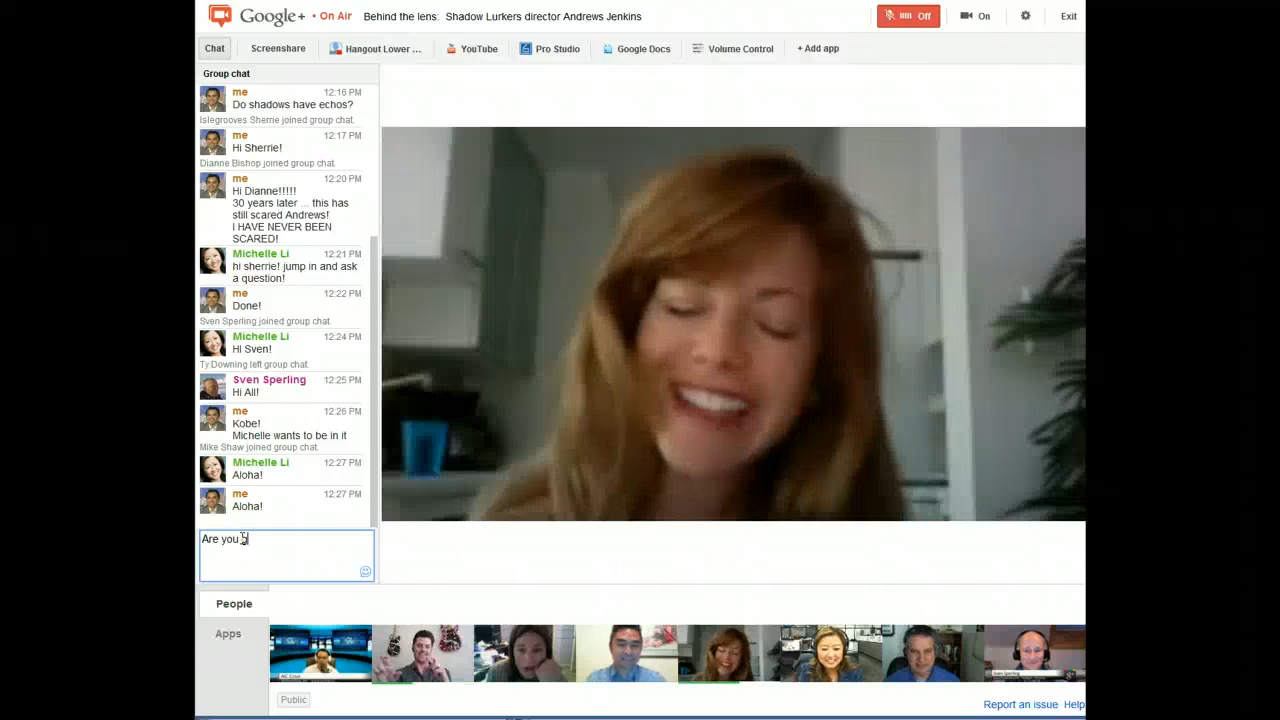 Google+ • On Air Behind the lens: Shadow Lurkers director Andrews Jenkins Off On Exit
Chat Screenshare Hangout Lower ... YouTube Pro Studio Google Docs Volume Control + Add app
Group chat
me 12:16 PM
Do shadows have echos?
Islegrooves Sherrie joined group chat.
me 12:17 PM
Hi Sherrie!
Dianne Bishop joined group chat.
me 12:20 PM
Hi Dianne!!!!!
30 years later ... this has
still scared Andrews!
I HAVE NEVER BEEN
SCARED!
Michelle Li 12:21 PM
hi sherrie! jump in and ask
a question!
me 12:22 PM
Done!
Sven Sperling joined group chat.
Michelle Li 12:24 PM
Hi Sven!
Ty Downing left group chat.
Sven Sperling 12:25 PM
Hi All!
me 12:26 PM
Kobe!
Michelle wants to be in it
Mike Shaw joined group chat.
Michelle Li 12:27 PM
Aloha!
me 12:27 PM
Aloha!
Are you g
People
Apps
AC Cruz
Sven Sperling
Public
Report an issue Help